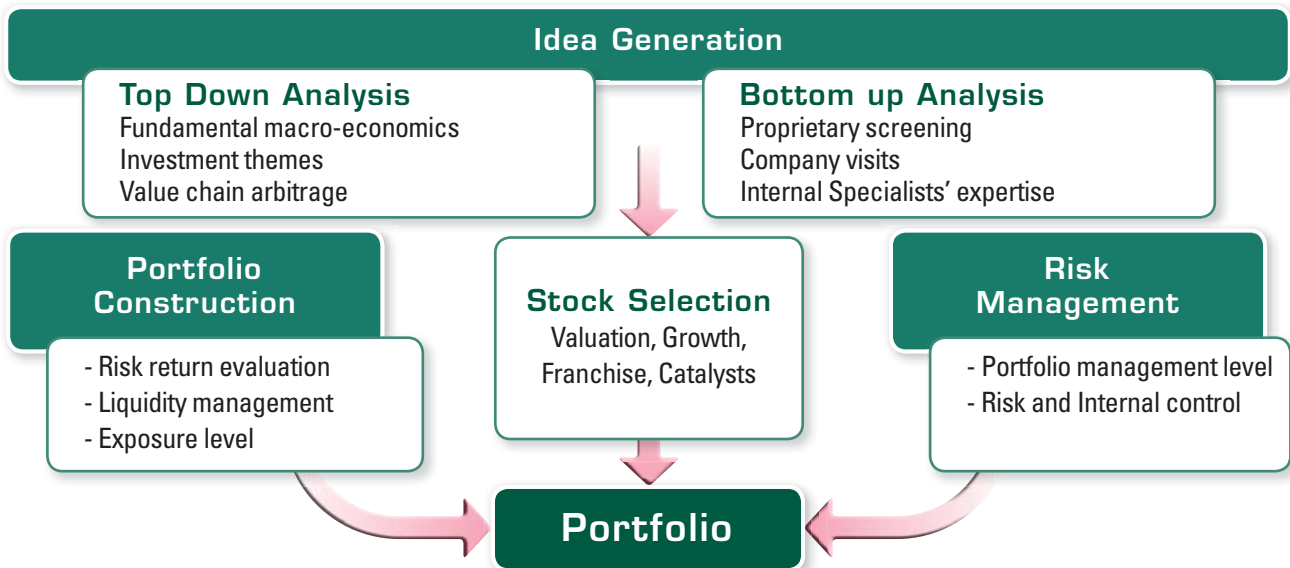 Idea Generation
Top Down Analysis
Fundamental macro-economics
Investment themes
Value chain arbitrage
Bottom up Analysis
Proprietary screening
Company visits
Internal Specialists’ expertise
Portfolio
Construction
- Risk return evaluation
- Liquidity management
- Exposure level
Stock Selection
Valuation, Growth,
Franchise, Catalysts
Risk
Management
- Portfolio management level
- Risk and Internal control
Portfolio